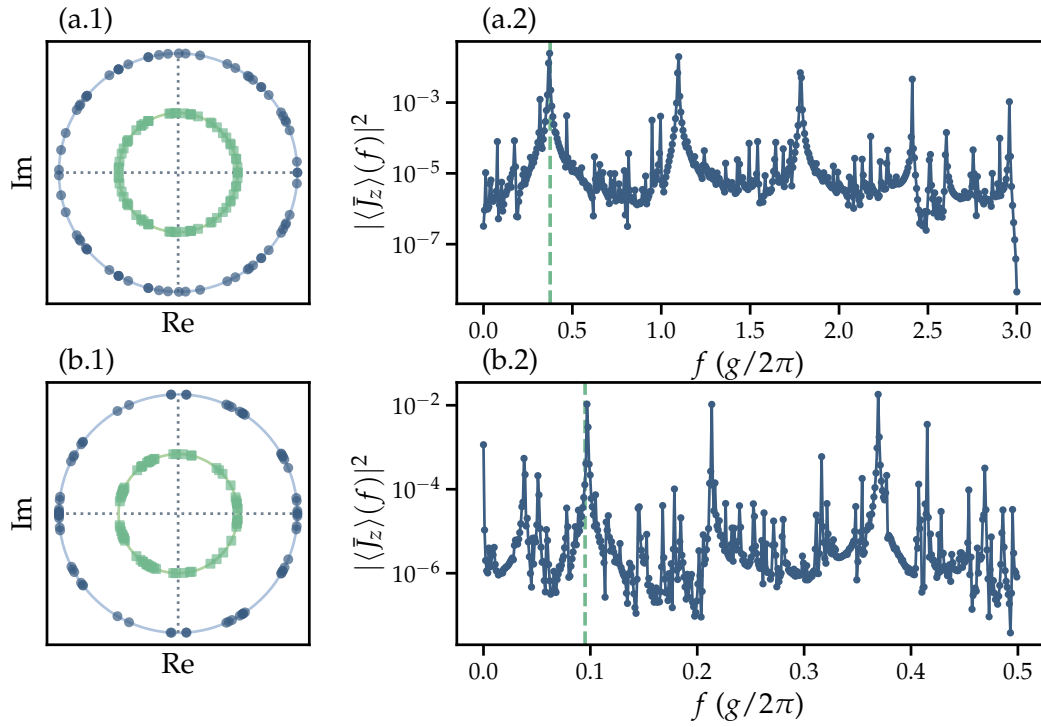 (a.1)
Im
Re
(a.2)
|⟨J̄_z⟩(f)|²
10⁻³
10⁻⁵
10⁻⁷
0.0 0.5 1.0 1.5 2.0 2.5 3.0
f (g/2π)
(b.1)
Im
Re
(b.2)
|⟨J̄_z⟩(f)|²
10⁻²
10⁻⁴
10⁻⁶
0.0 0.1 0.2 0.3 0.4 0.5
f (g/2π)